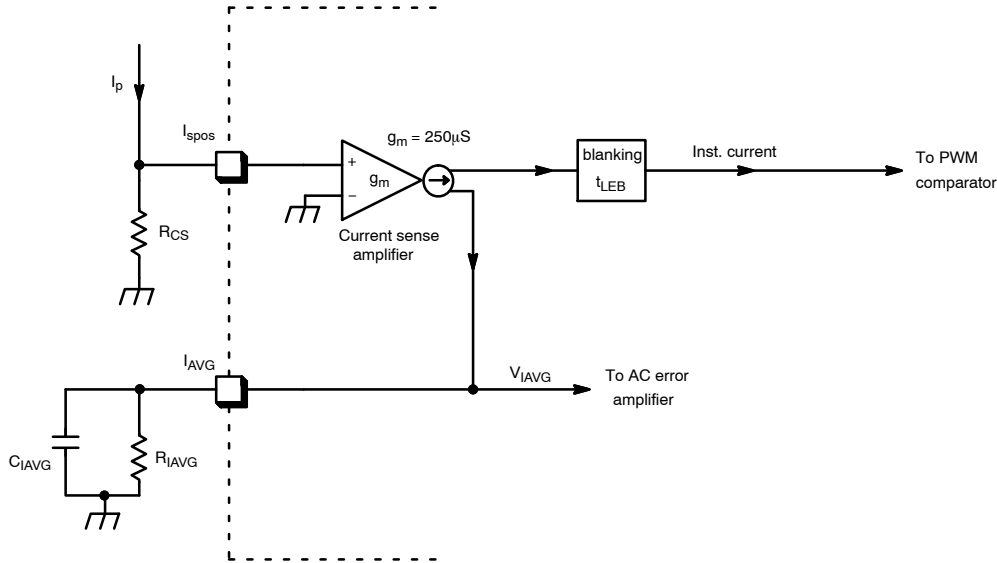 Ip
Ispos
gm = 250µS
+
gm
−
blanking
tLEB
Inst. current
To PWM
comparator
RCS
Current sense
amplifier
IAVG
VIAVG
To AC error
amplifier
CIAVG
RIAVG